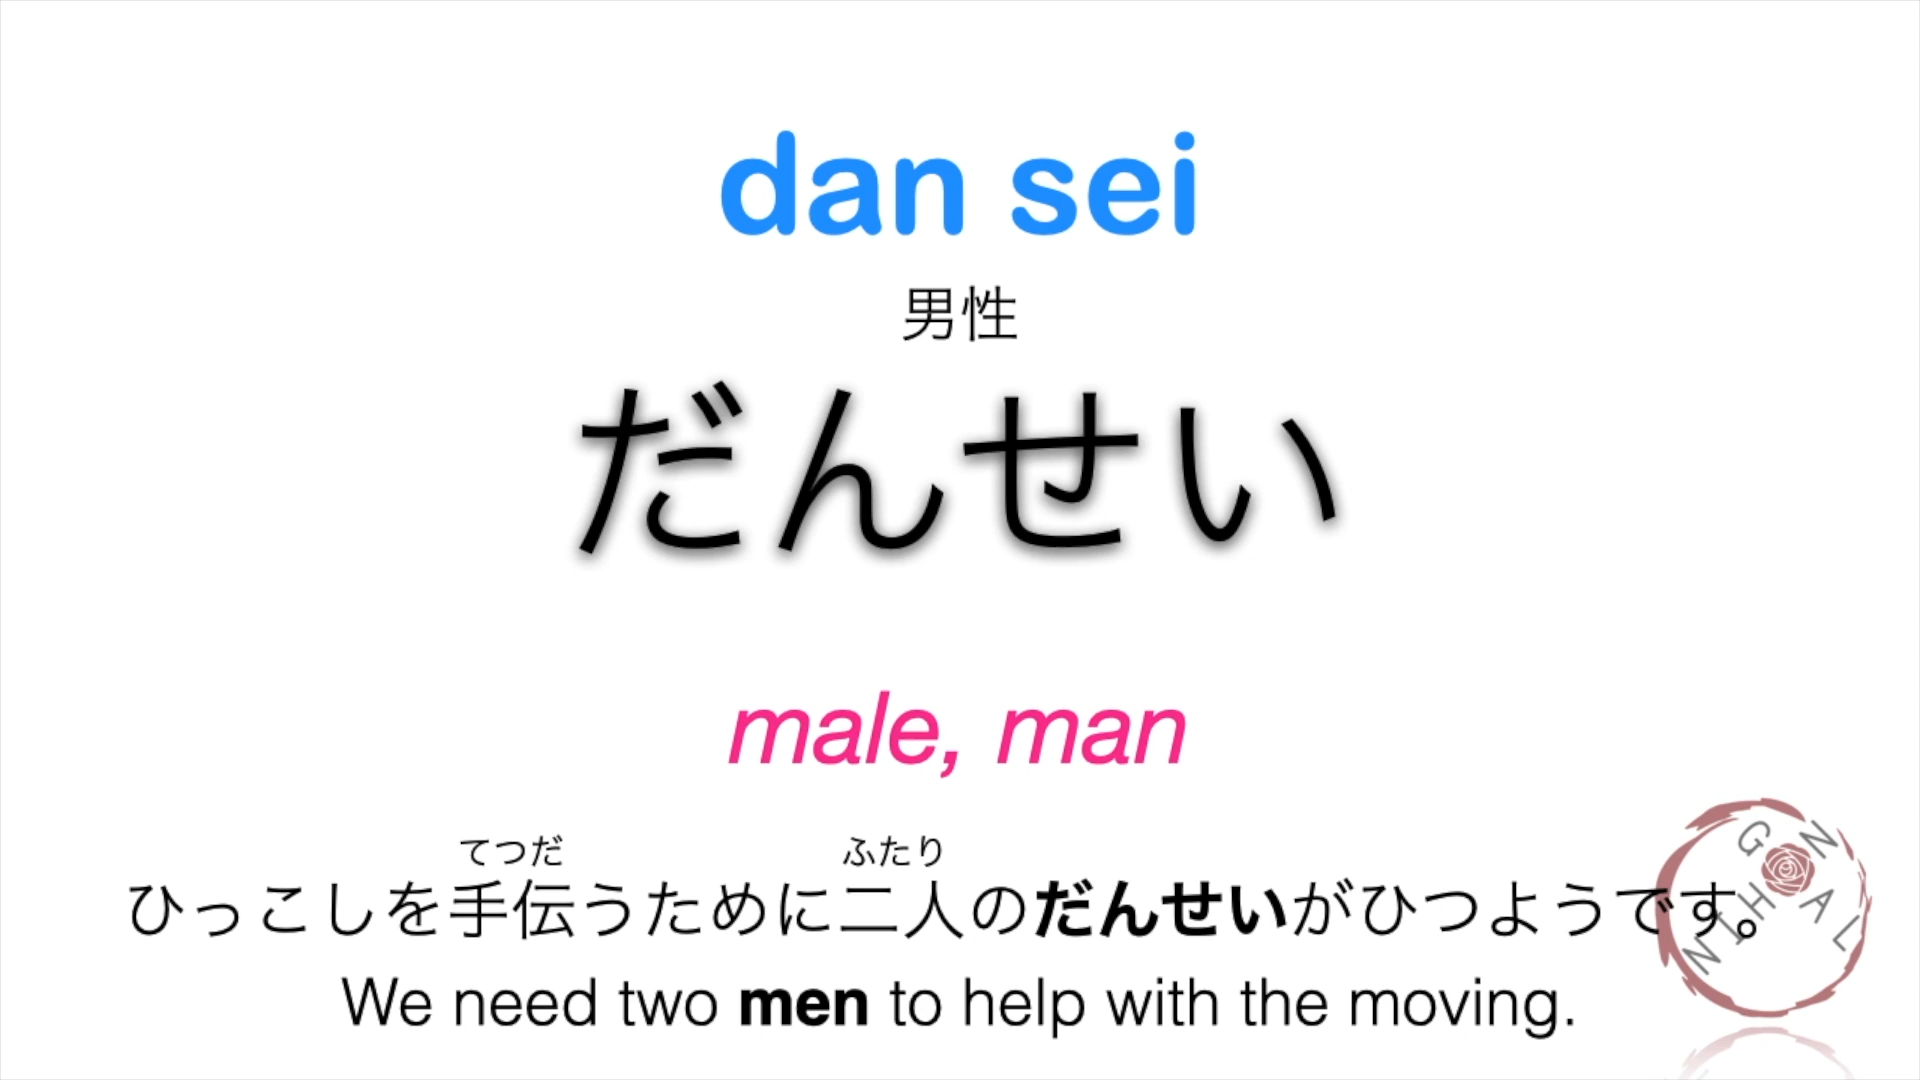 dan sei
男性
だんせい
male, man
てつだ ふたり
ひっこしを手伝うために二人のだんせいがひつようです。
We need two men to help with the moving.
NIHON GAL